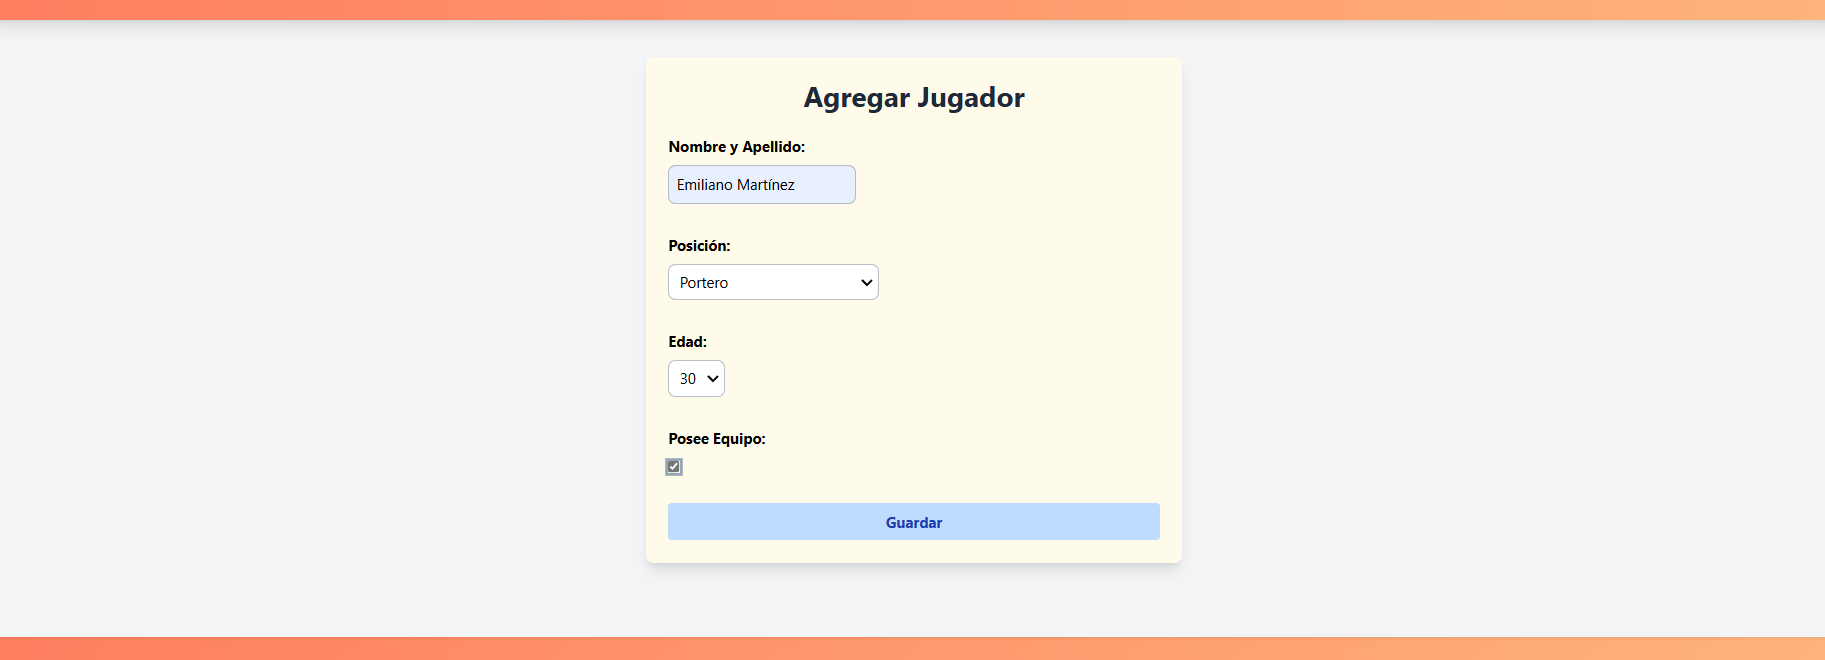 Agregar Jugador
Nombre y Apellido:
Emiliano Martínez
Posición:
Portero
Edad:
30
Posee Equipo:
Guardar